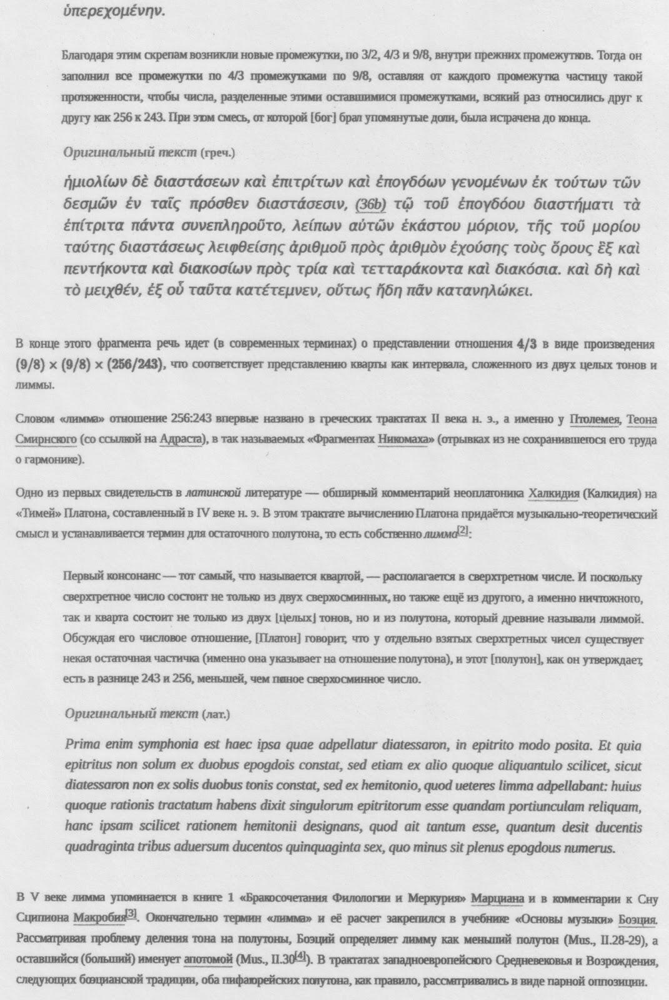 ὑπερεχομένην.
Благодаря этим скрепам возникли новые промежутки, по 3/2, 4/3 и 9/8, внутри прежних промежутков. Тогда он
заполнил все промежутки по 4/3 промежутками по 9/8, оставляя от каждого промежутка частицу такой
протяженности, чтобы числа, разделенные этими оставшимися промежутками, всякий раз относились друг к
другу как 256 к 243. При этом смесь, от которой [бог] брал упомянутые доли, была истрачена до конца.
Оригинальный текст (греч.)
ἡμιολίων δὲ διαστάσεων καὶ ἐπιτρίτων καὶ ἐπογδόων γενομένων ἐκ τούτων τῶν
δεσμῶν ἐν ταῖς πρόσθεν διαστάσεσιν, (36b) τῷ τοῦ ἐπογδόου διαστήματι τὰ
ἐπίτριτα πάντα συνεπληροῦτο, λείπων αὐτῶν ἑκάστου μόριον, τῆς τοῦ μορίου
ταύτης διαστάσεως λειφθείσης ἀριθμοῦ πρὸς ἀριθμὸν ἐχούσης τοὺς ὅρους ἓξ καὶ
πεντήκοντα καὶ διακοσίων πρὸς τρία καὶ τετταράκοντα καὶ διακόσια. καὶ δὴ καὶ
τὸ μειχθέν, ἐξ οὗ ταῦτα κατέτεμνεν, οὕτως ἤδη πᾶν κατανηλώκει.
В конце этого фрагмента речь идет (в современных терминах) о представлении отношения 4/3 в виде произведения
(9/8) × (9/8) × (256/243), что соответствует представлению кварты как интервала, сложенного из двух целых тонов и
лиммы.
Словом «лимма» отношение 256:243 впервые названо в греческих трактатах II века н. э., а именно у Птолемея, Теона
Смирнского (со ссылкой на Адраста), в так называемых «Фрагментах Никомаха» (отрывках из не сохранившегося его труда
о гармонике).
Одно из первых свидетельств в латинской литературе — обширный комментарий неоплатоника Халкидия (Калкидия) на
«Тимей» Платона, составленный в IV веке н. э. В этом трактате вычислению Платона придаётся музыкально-теоретический
смысл и устанавливается термин для остаточного полутона, то есть собственно лимма[2]:
Первый консонанс — тот самый, что называется квартой, — располагается в сверхтретном числе. И поскольку
сверхтретное число состоит не только из двух сверхосминных, но также ещё из другого, а именно ничтожного,
так и кварта состоит не только из двух [целых] тонов, но и из полутона, который древние называли лиммой.
Обсуждая его числовое отношение, [Платон] говорит, что у отдельно взятых сверхтретных чисел существует
некая остаточная частичка (именно она указывает на отношение полутона), и этот [полутон], как он утверждает,
есть в разнице 243 и 256, меньшей, чем полное сверхосминное число.
Оригинальный текст (лат.)
Prima enim symphonia est haec ipsa quae adpellatur diatessaron, in epitrito modo posita. Et quia
epitritus non solum ex duobus epogdois constat, sed etiam ex alio quoque aliquantulo scilicet, sicut
diatessaron non ex solis duobus tonis constat, sed ex hemitonio, quod ueteres limma adpellabant: huius
quoque rationis tractatum habens dixit singulorum epitritorum esse quandam portiunculam reliquam,
hanc ipsam scilicet rationem hemitonii designans, quod ait tantum esse, quantum desit ducentis
quadraginta tribus aduersum ducentos quinquaginta sex, quo minus sit plenus epogdous numerus.
В V веке лимма упоминается в книге 1 «Бракосочетания Филологии и Меркурия» Марциана и в комментарии к Сну
Сципиона Макробия[3]. Окончательно термин «лимма» и её расчет закрепился в учебнике «Основы музыки» Боэция.
Рассматривая проблему деления тона на полутоны, Боэций определяет лимму как меньший полутон (Mus., II.28-29), а
оставшийся (больший) именует апотомой (Mus., II.30[4]). В трактатах западноевропейского Средневековья и Возрождения,
следующих боэцианской традиции, оба пифагорейских полутона, как правило, рассматривались в виде парной оппозиции.